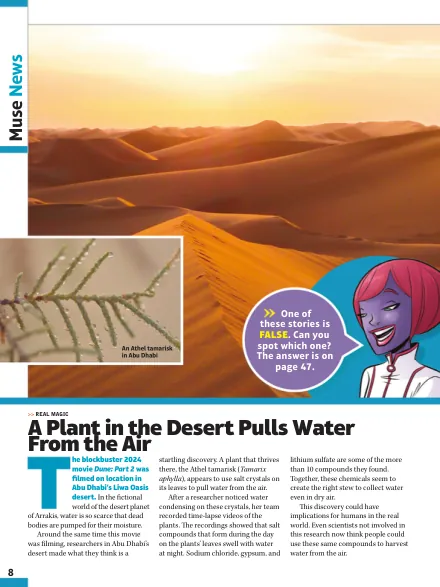 Muse News
An Athel tamarisk
in Abu Dhabi
>> One of
these stories is
FALSE. Can you
spot which one?
The answer is on
page 47.
>> REAL MAGIC
A Plant in the Desert Pulls Water
From the Air
The blockbuster 2024
movie Dune: Part 2 was
filmed on location in
Abu Dhabi's Liwa Oasis
desert. In the fictional
world of the desert planet
of Arrakis, water is so scarce that dead
bodies are pumped for their moisture.
Around the same time this movie
was filming, researchers in Abu Dhabi's
desert made what they think is a
startling discovery. A plant that thrives
there, the Athel tamarisk (Tamarix
aphylla), appears to use salt crystals on
its leaves to pull water from the air.
After a researcher noticed water
condensing on these crystals, her team
recorded time-lapse videos of the
plants. The recordings showed that salt
compounds that form during the day
on the plants' leaves swell with water
at night. Sodium chloride, gypsum, and
lithium sulfate are some of the more
than 10 compounds they found.
Together, these chemicals seem to
create the right stew to collect water
even in dry air.
This discovery could have
implications for humans in the real
world. Even scientists not involved in
this research now think people could
use these same compounds to harvest
water from the air.
8